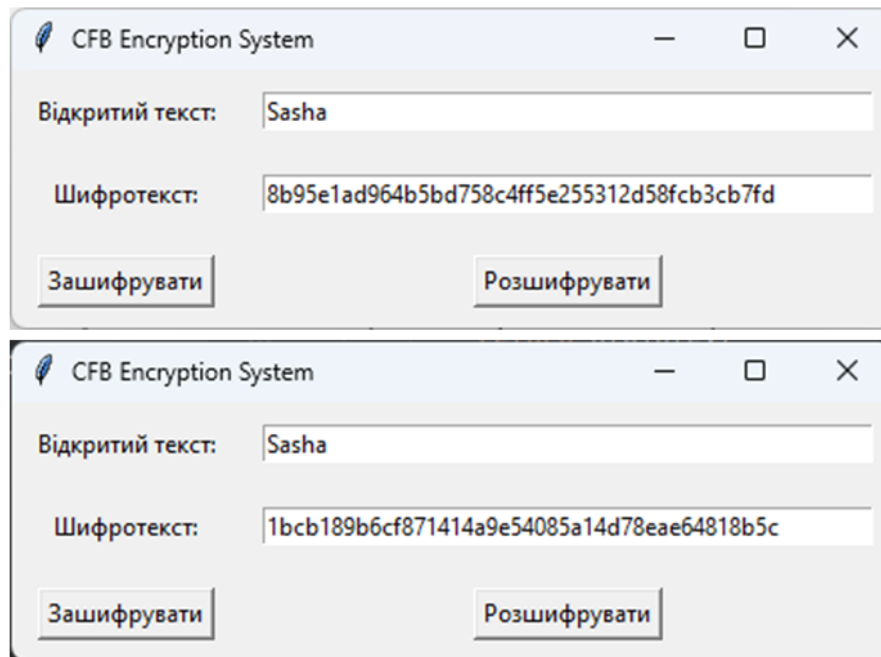 CFB Encryption System
Відкритий текст: Sasha
Шифротекст: 8b95e1ad964b5bd758c4ff5e255312d58fcb3cb7fd
Зашифрувати Розшифрувати
CFB Encryption System
Відкритий текст: Sasha
Шифротекст: 1bcb189b6cf871414a9e54085a14d78eae64818b5c
Зашифрувати Розшифрувати